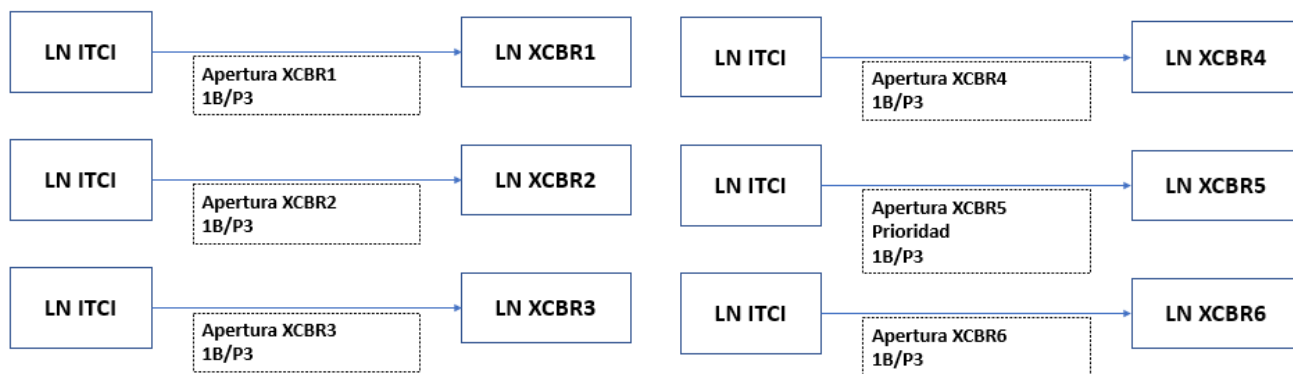 LN ITCI
LN XCBR1
Apertura XCBR1
1B/P3
LN ITCI
LN XCBR2
Apertura XCBR2
1B/P3
LN ITCI
LN XCBR3
Apertura XCBR3
1B/P3
LN ITCI
LN XCBR4
Apertura XCBR4
1B/P3
LN ITCI
LN XCBR5
Apertura XCBR5
Prioridad
1B/P3
LN ITCI
LN XCBR6
Apertura XCBR6
1B/P3